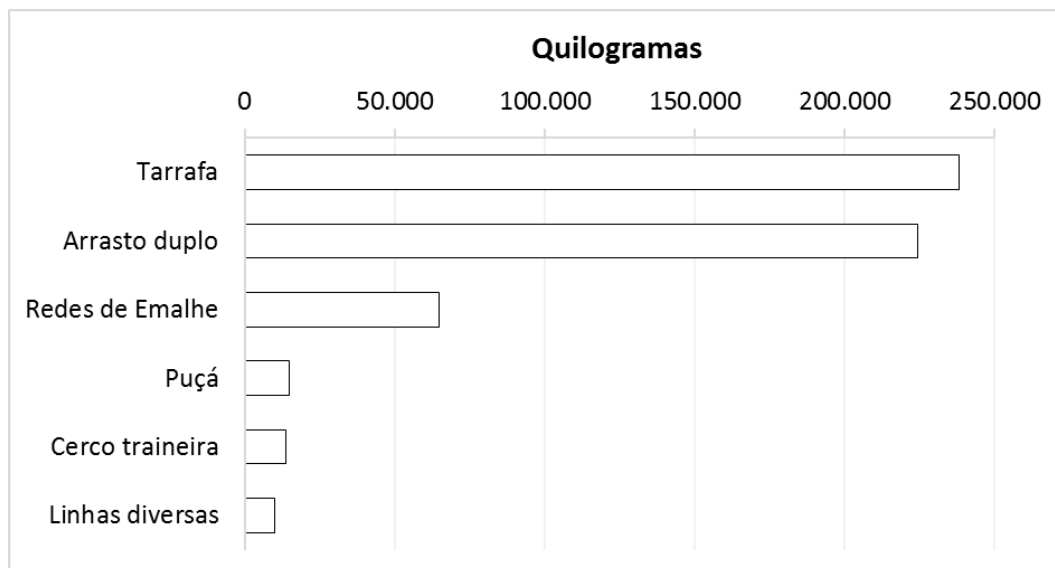 Quilogramas
0 50.000 100.000 150.000 200.000 250.000
Tarrafa
Arrasto duplo
Redes de Emalhe
Puçá
Cerco traineira
Linhas diversas